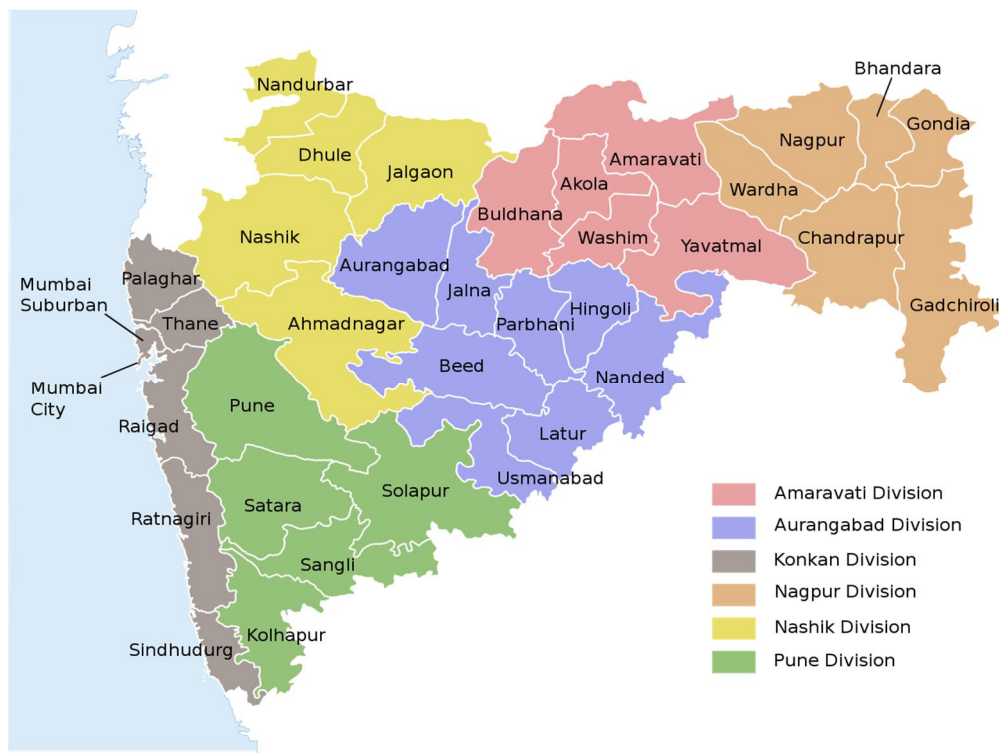 Bhandara
Nandurbar
Gondia
Nagpur
Dhule
Amaravati
Jalgaon
Akola
Wardha
Buldhana
Nashik
Washim
Chandrapur
Yavatmal
Aurangabad
Palaghar
Mumbai
Suburban
Jalna
Gadchiroli
Hingoli
Thane
Ahmadnagar
Parbhani
Beed
Nanded
Mumbai
City
Pune
Raigad
Latur
Usmanabad
Solapur
Satara
Ratnagiri
Sangli
Kolhapur
Sindhudurg
Amaravati Division
Aurangabad Division
Konkan Division
Nagpur Division
Nashik Division
Pune Division